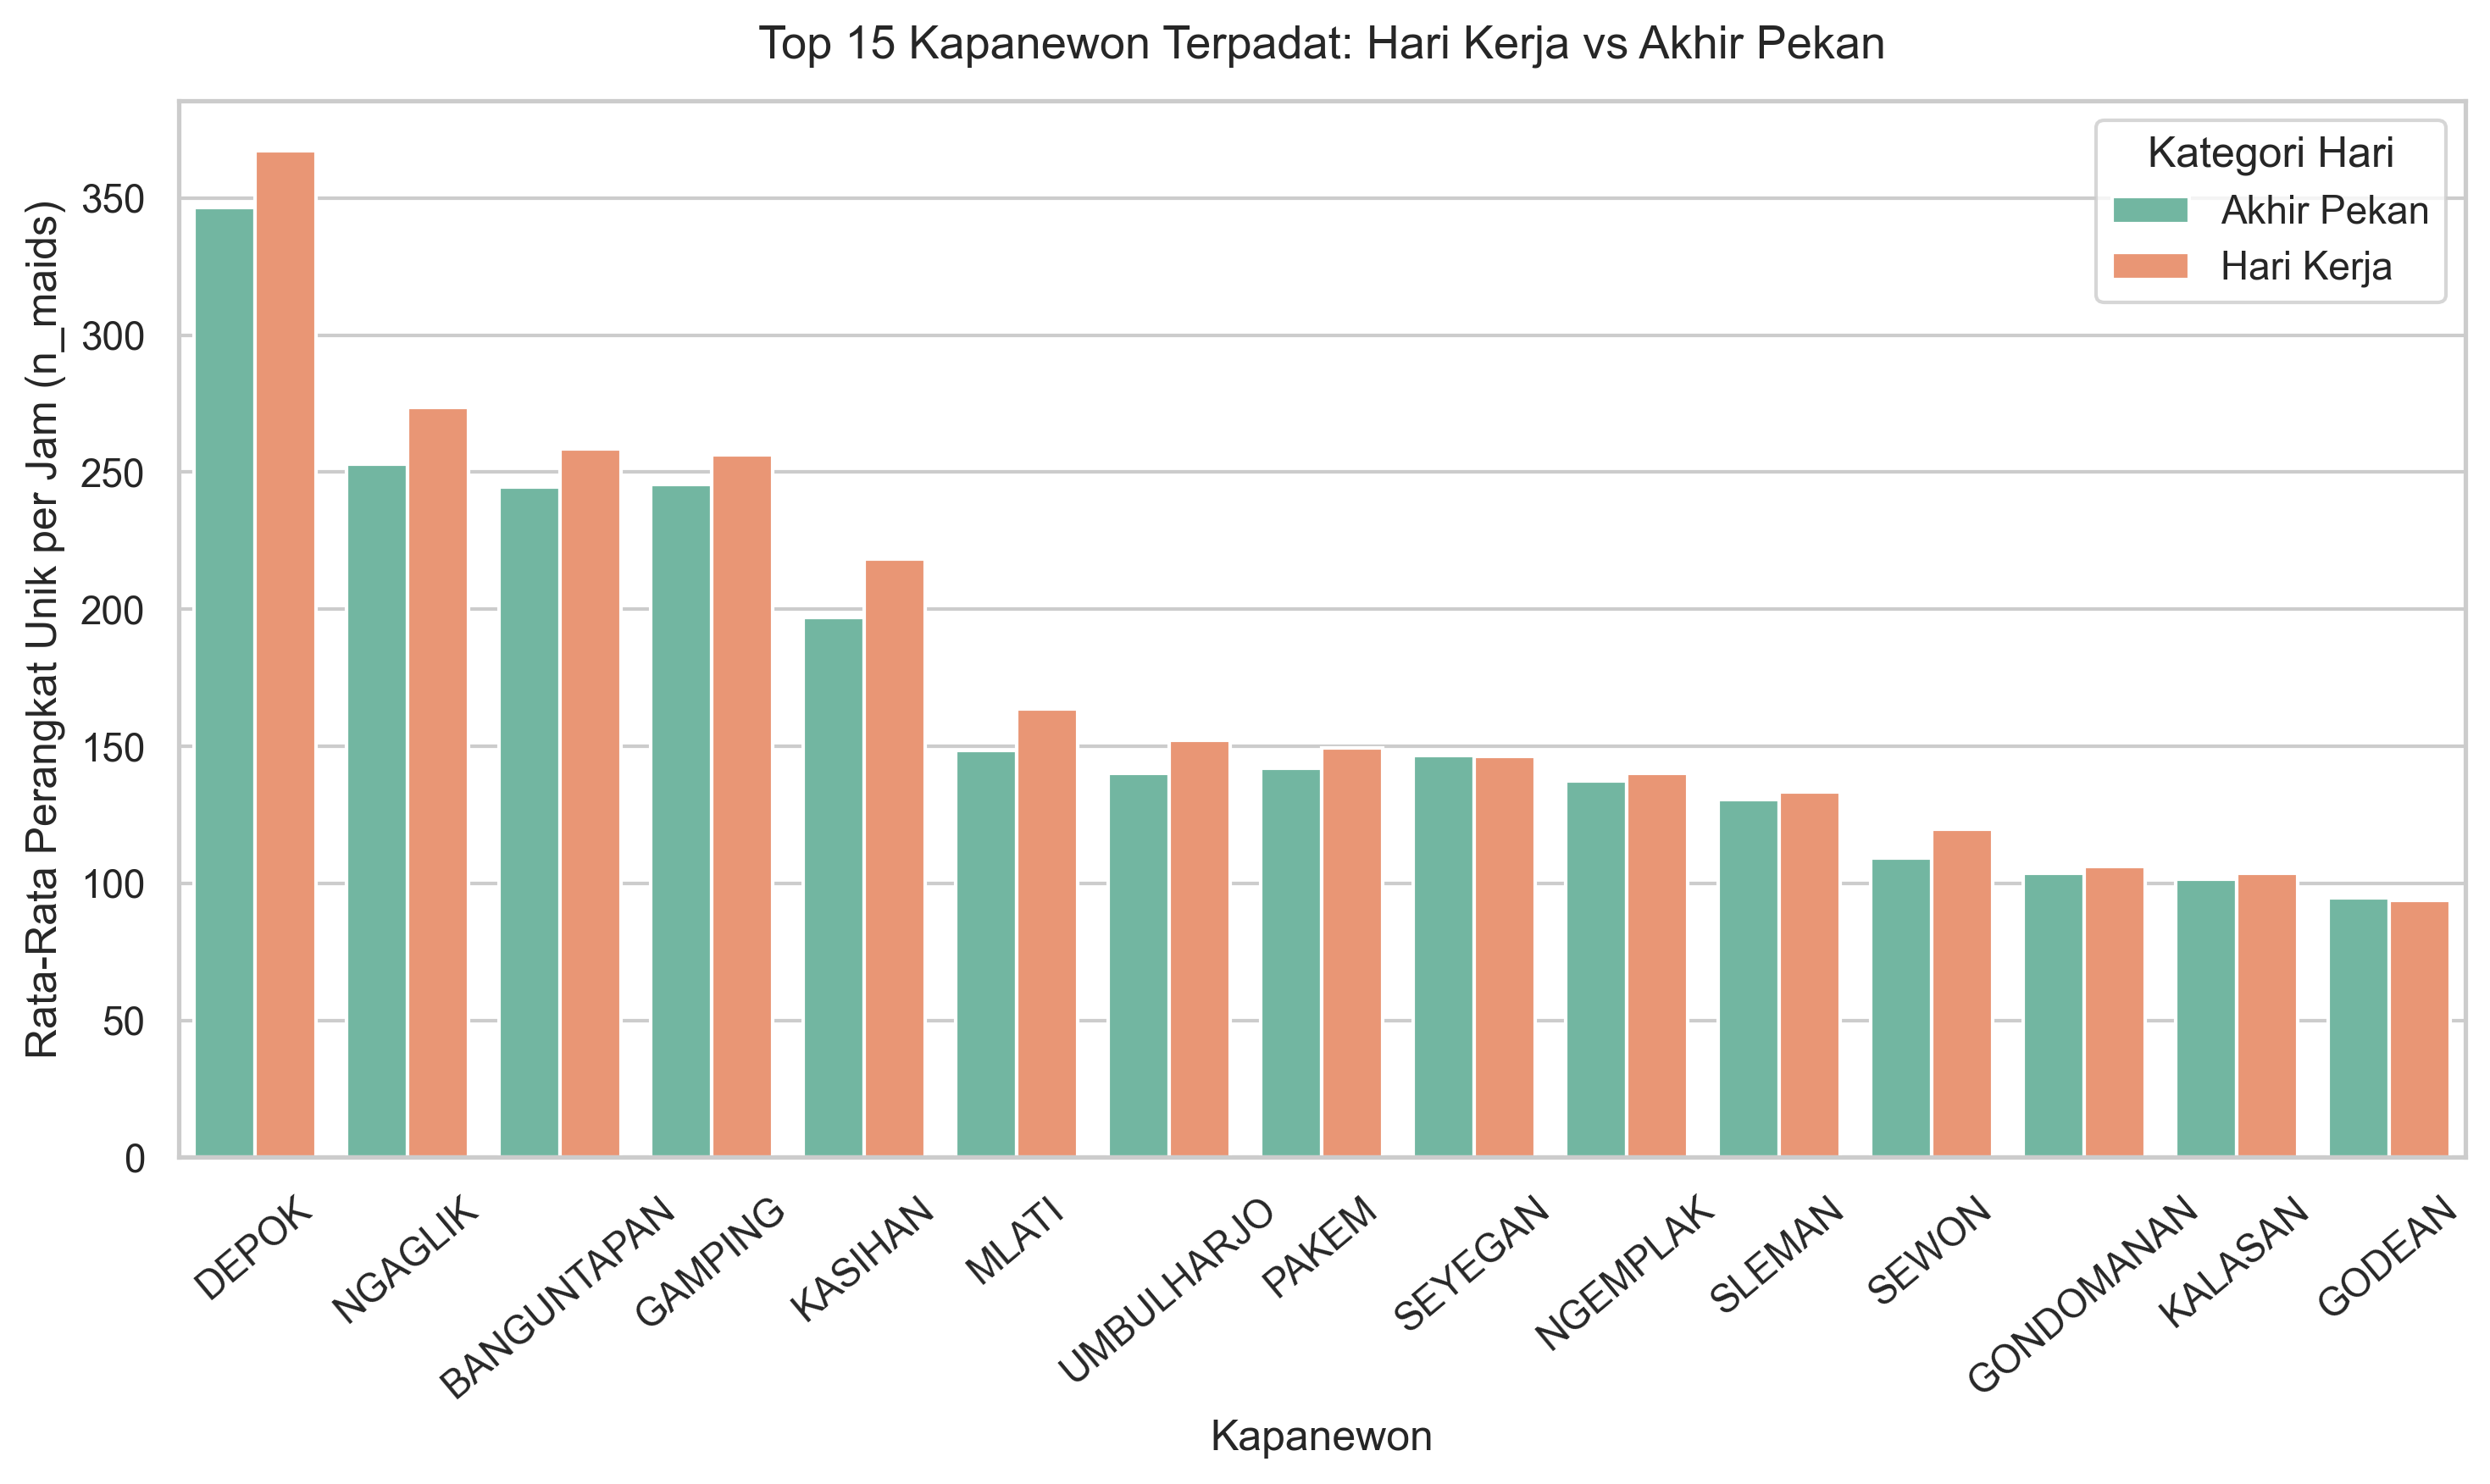 Top 15 Kapanewon Terpadat: Hari Kerja vs Akhir Pekan
Kategori Hari
Akhir Pekan
Hari Kerja
Rata-Rata Perangkat Unik per Jam (n_maids)
350
300
250
200
150
100
50
0
DEPOK
NGAGLIK
BANGUNTAPAN
GAMPING
KASIHAN
MLATI
UMBULHARJO
PAKEM
SEYEGAN
NGEMPLAK
SLEMAN
SEWON
GONDOMANAN
KALASAN
GODEAN
Kapanewon